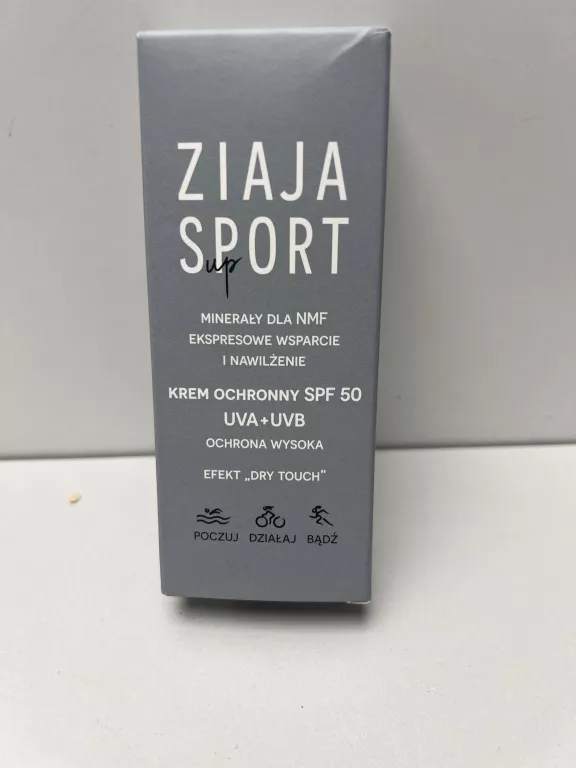 ZIAJA
SPORT
up
MINERAŁY DLA NMF
EKSPRESOWE WSPARCIE
I NAWILŻENIE
KREM OCHRONNY SPF 50
UVA+UVB
OCHRONA WYSOKA
EFEKT „DRY TOUCH”
POCZUJ DZIAŁAJ BĄDŹ